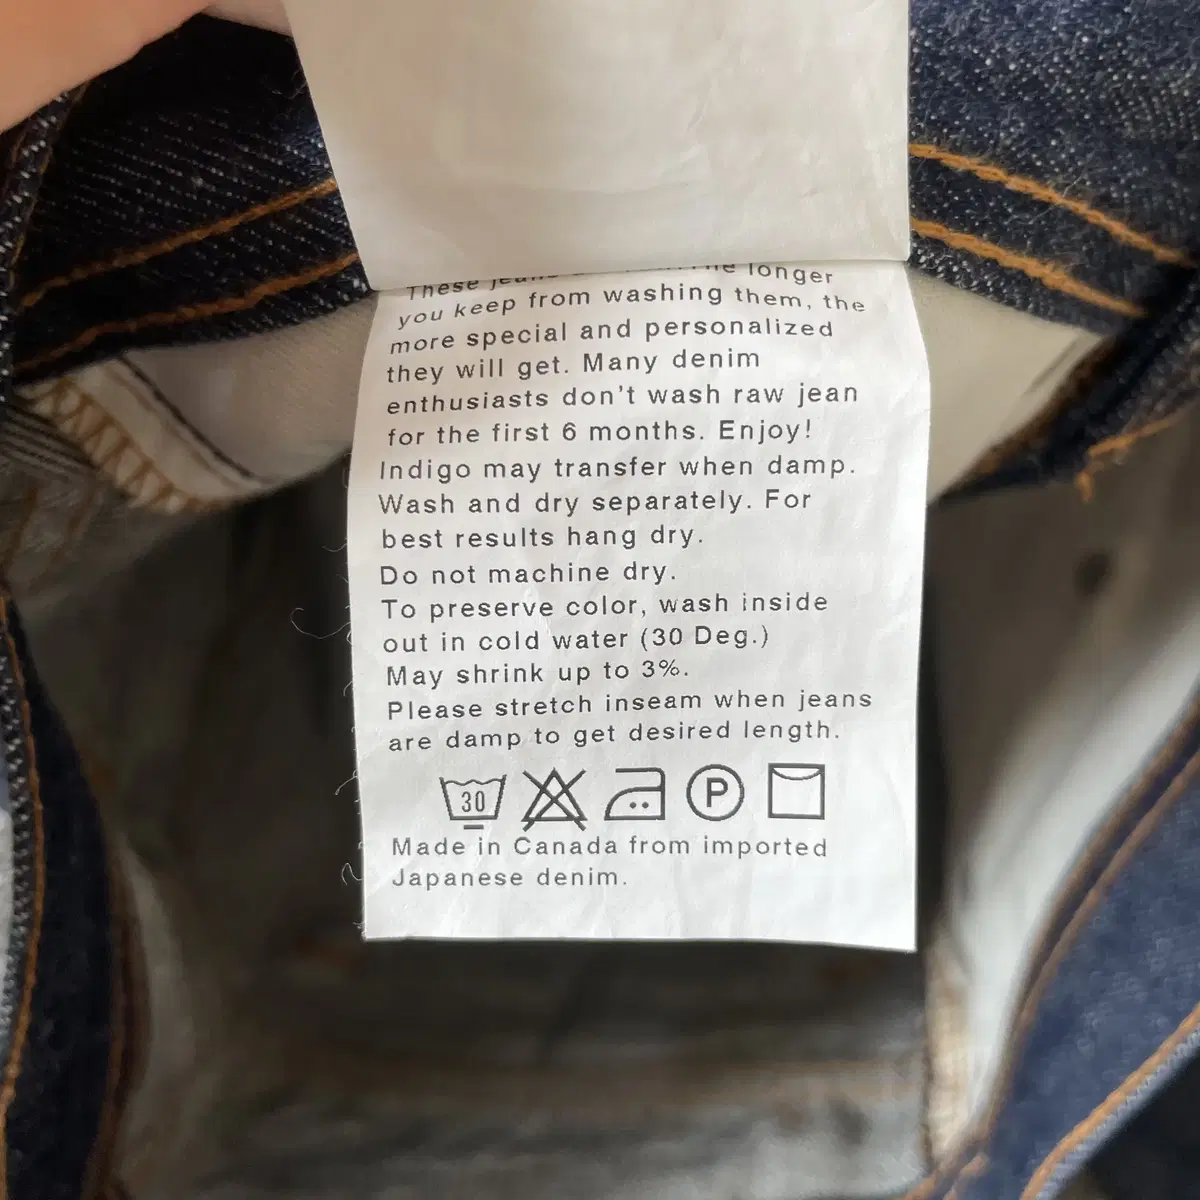 These jeans longer
you keep from washing them, the
more special and personalized
they will get. Many denim
enthusiasts don't wash raw jean
for the first 6 months. Enjoy!
Indigo may transfer when damp.
Wash and dry separately. For
best results hang dry.
Do not machine dry.
To preserve color, wash inside
out in cold water (30 Deg.)
May shrink up to 3%.
Please stretch inseam when jeans
are damp to get desired length.
30 P
Made in Canada from imported
Japanese denim.